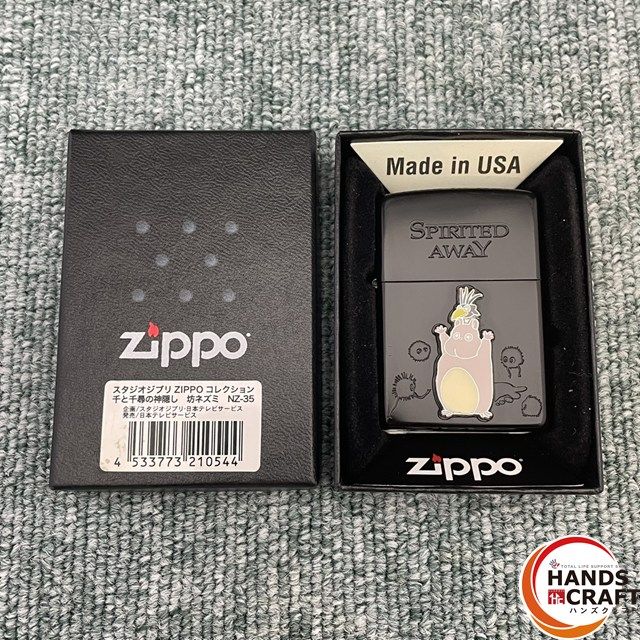 zippo
スタジオジブリ ZIPPO コレクション
千と千尋の神隠し 坊ネズミ NZ-35
企画/スタジオジブリ・日本テレビサービス
発売/日本テレビサービス
4 533773 210544
Made in USA
SPIRITED
AWAY
zippo
TOTAL LIFE SUPPORT
HANDS
CRAFT
ハンズク